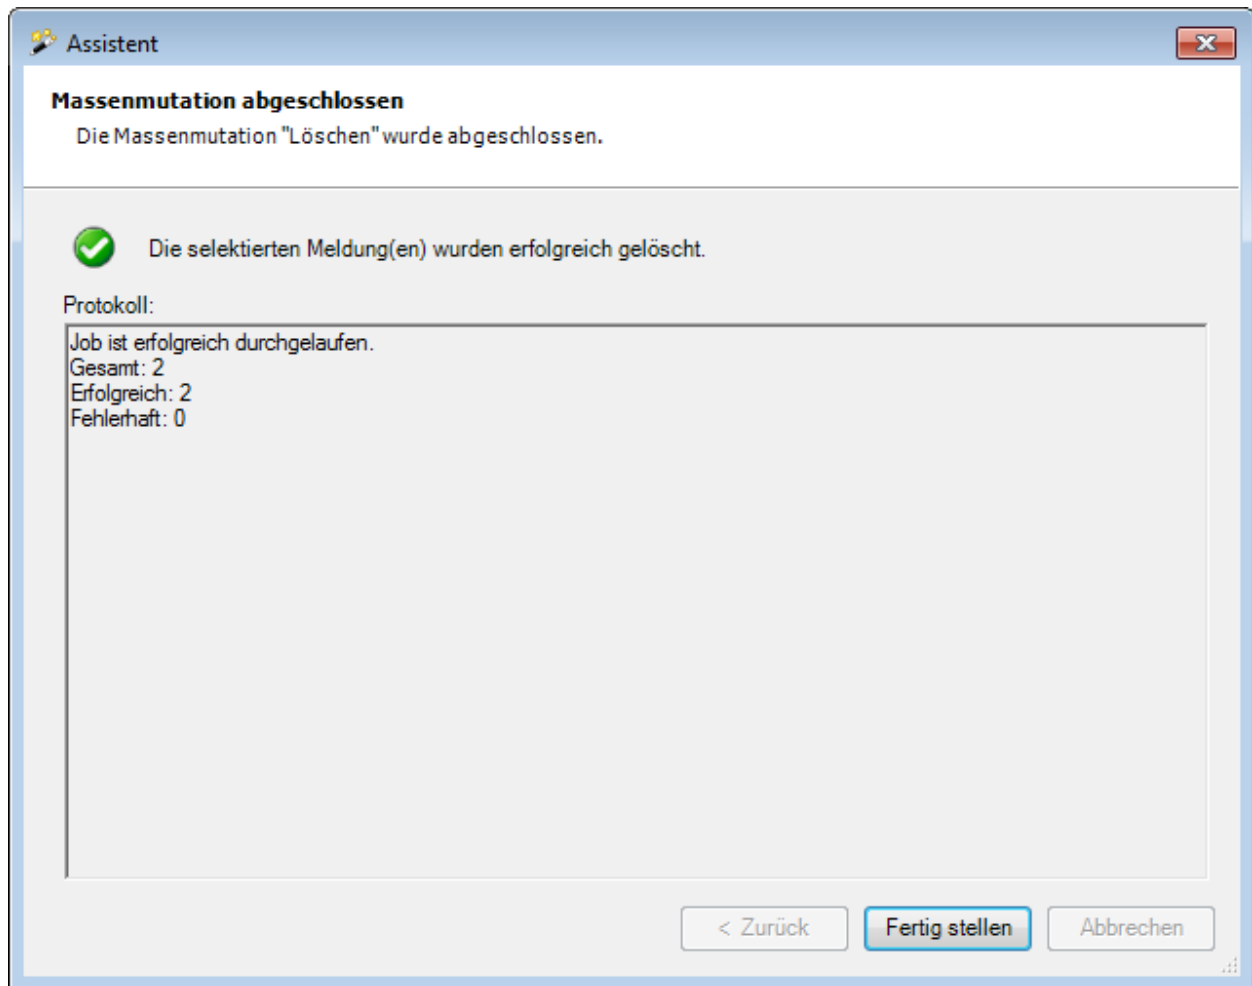 Assistent
Massenmutation abgeschlossen
Die Massenmutation "Löschen" wurde abgeschlossen.
Die selektierten Meldung(en) wurden erfolgreich gelöscht.
Protokoll:
Job ist erfolgreich durchgelaufen.
Gesamt: 2
Erfolgreich: 2
Fehlerhaft: 0
< Zurück Fertig stellen Abbrechen